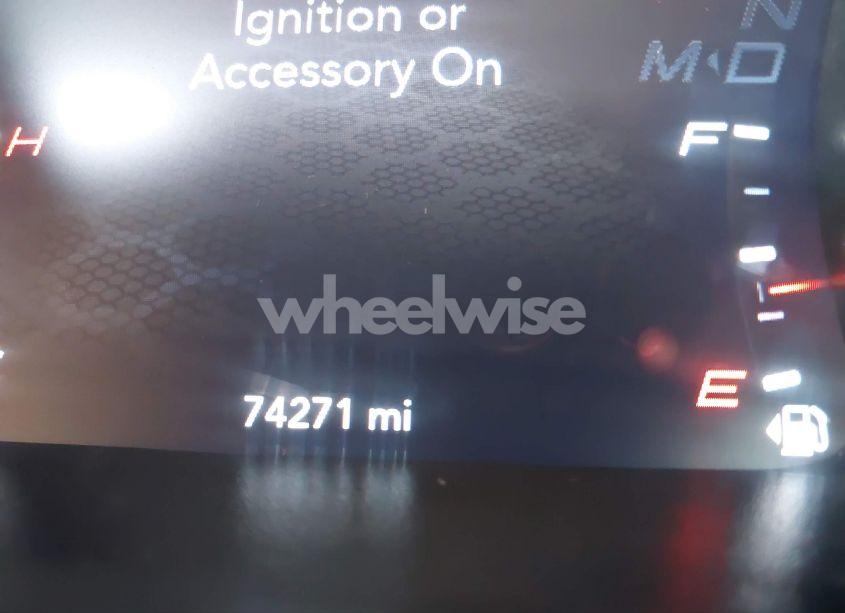 Ignition or
Accessory On
N
M D
H
F
wheelwise
74271 mi
E